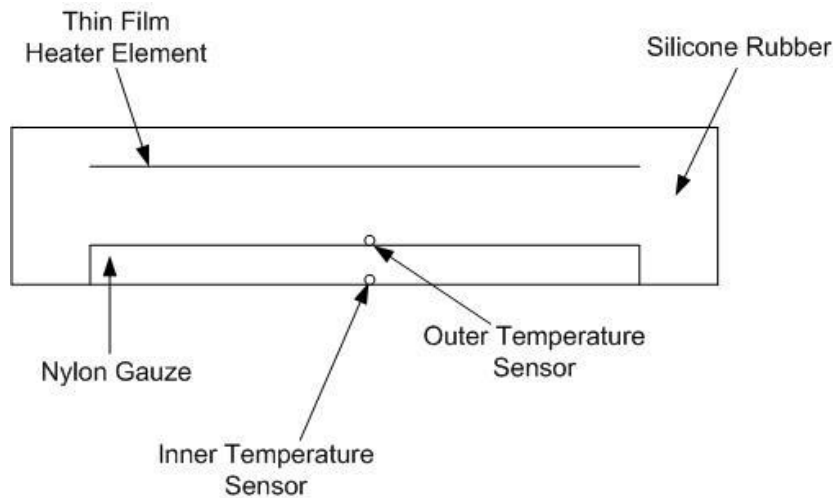 Thin Film
Heater Element
Silicone Rubber
Outer Temperature
Sensor
Nylon Gauze
Inner Temperature
Sensor